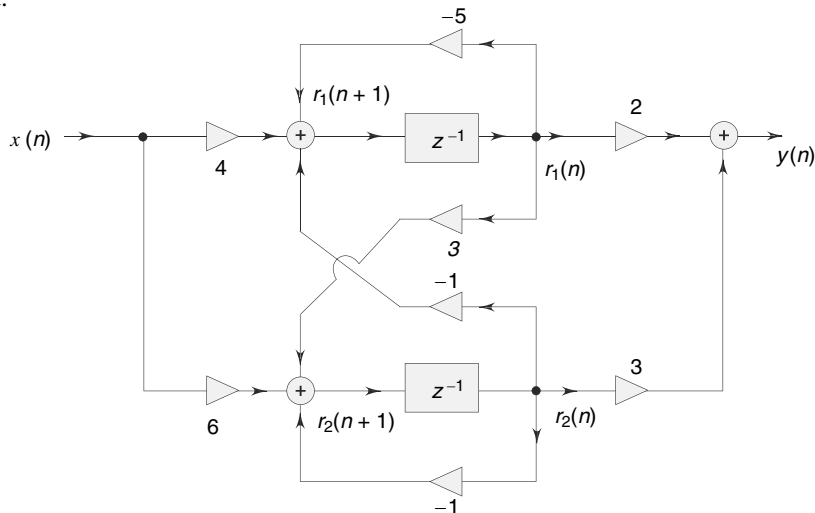 −5
r₁(n + 1)
2
x (n)
4
+
z⁻¹
+
r₁(n)
y(n)
3
−1
3
6
+
z⁻¹
r₂(n + 1)
r₂(n)
−1